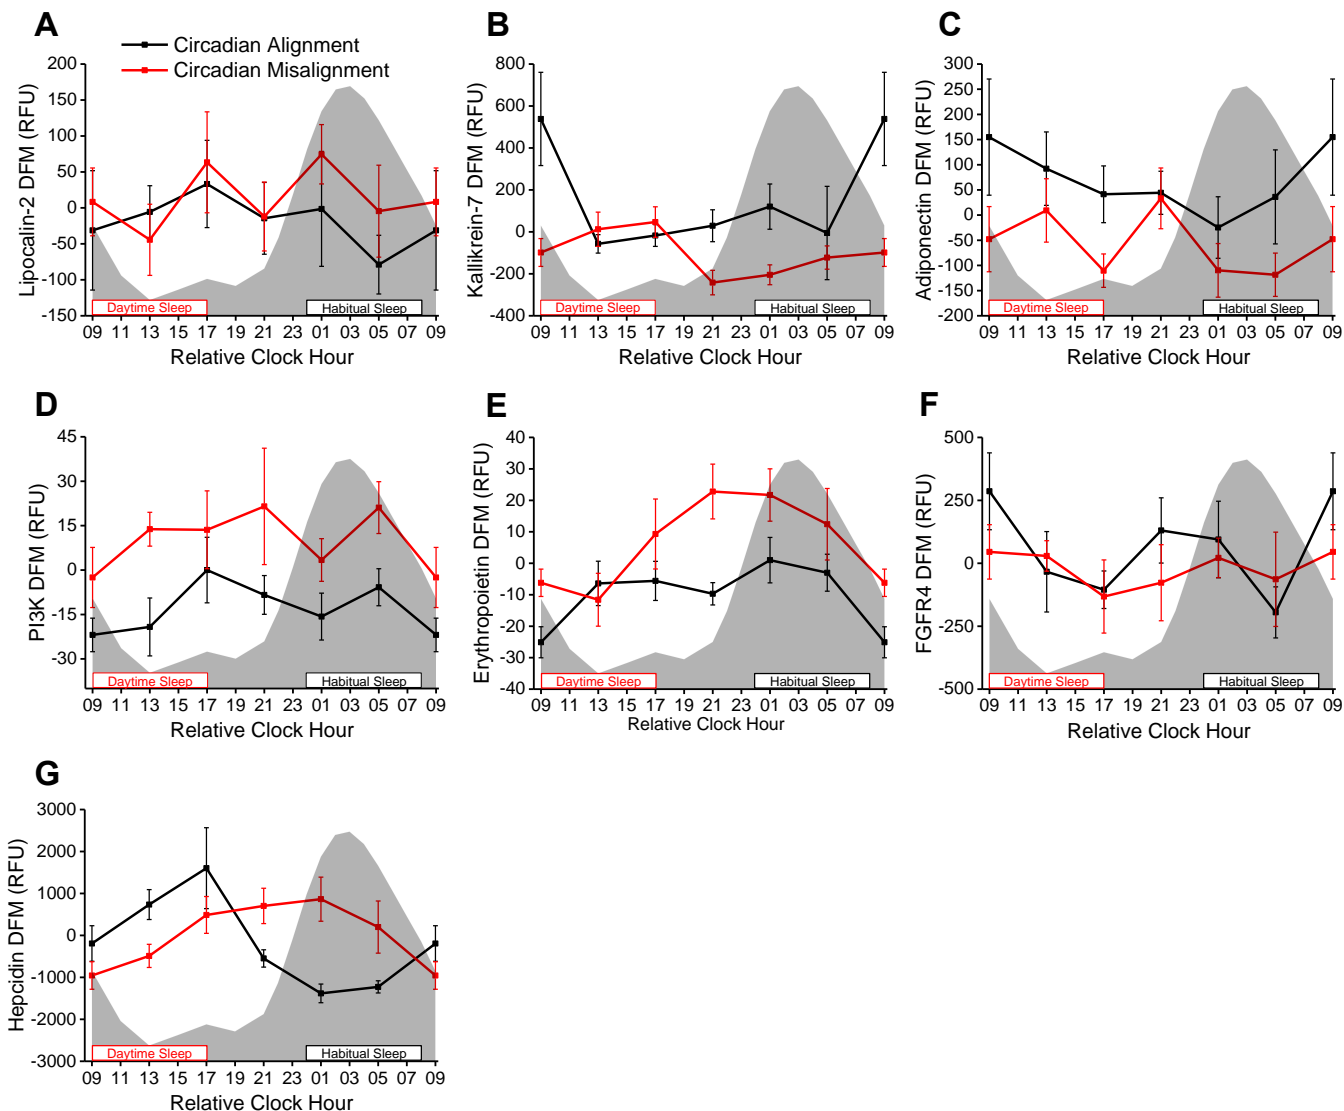 A
Circadian Alignment
Circadian Misalignment
Lipocalin-2 DFM (RFU)
200
150
100
50
0
-50
-100
-150
Daytime Sleep
Habitual Sleep
09 11 13 15 17 19 21 23 01 03 05 07 09
Relative Clock Hour
B
Kallikrein-7 DFM (RFU)
800
600
400
200
0
-200
-400
Daytime Sleep
Habitual Sleep
09 11 13 15 17 19 21 23 01 03 05 07 09
Relative Clock Hour
C
Adiponectin DFM (RFU)
300
250
200
150
100
50
0
-50
-100
-150
-200
Daytime Sleep
Habitual Sleep
09 11 13 15 17 19 21 23 01 03 05 07 09
Relative Clock Hour
D
PI3K DFM (RFU)
45
30
15
0
-15
-30
Daytime Sleep
Habitual Sleep
09 11 13 15 17 19 21 23 01 03 05 07 09
Relative Clock Hour
E
Erythropoietin DFM (RFU)
40
30
20
10
0
-10
-20
-30
-40
Daytime Sleep
Habitual Sleep
09 11 13 15 17 19 21 23 01 03 05 07 09
Relative Clock Hour
F
FGFR4 DFM (RFU)
500
250
0
-250
-500
Daytime Sleep
Habitual Sleep
09 11 13 15 17 19 21 23 01 03 05 07 09
Relative Clock Hour
G
Hepcidin DFM (RFU)
3000
2000
1000
0
-1000
-2000
-3000
Daytime Sleep
Habitual Sleep
09 11 13 15 17 19 21 23 01 03 05 07 09
Relative Clock Hour